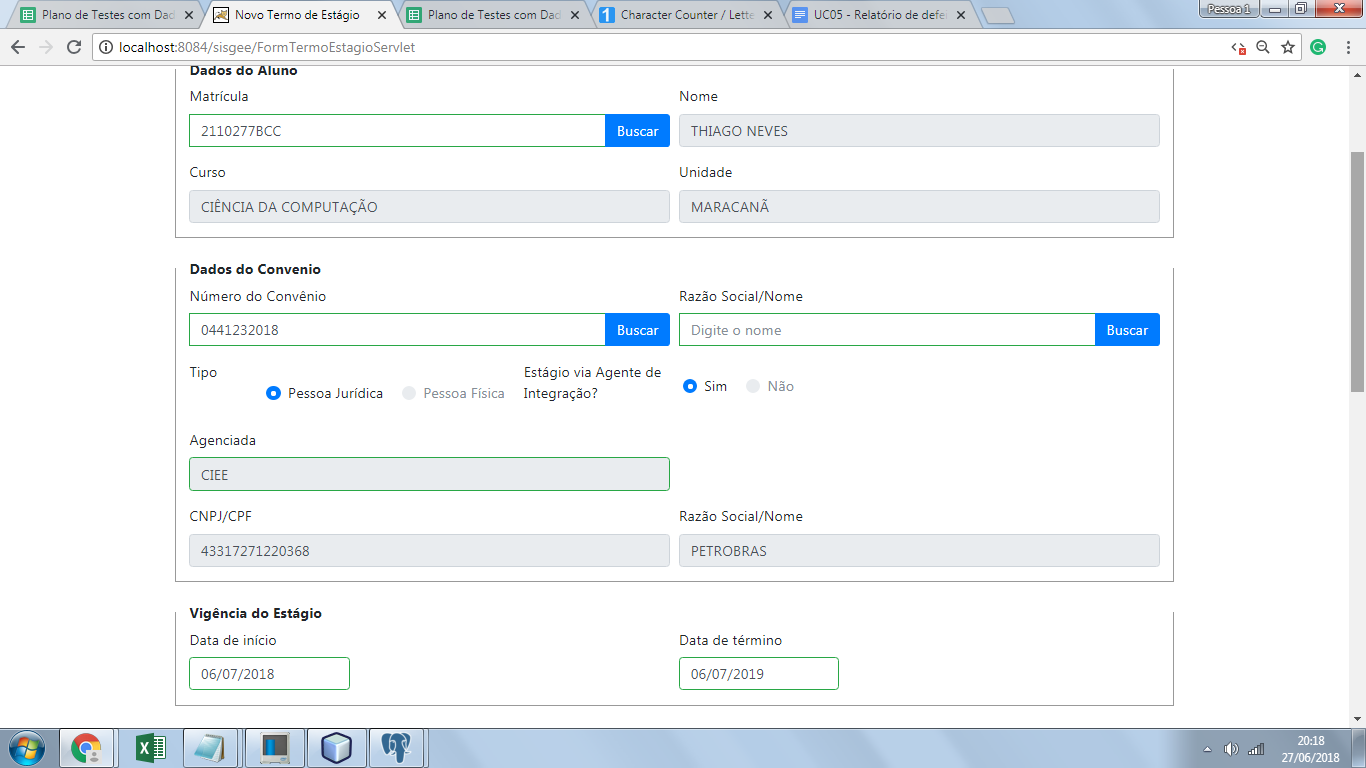 Plano de Testes com Dad
Novo Termo de Estágio
Plano de Testes com Dad
Character Counter / Lette
UC05 - Relatório de defei
Pessoa 1
localhost:8084/sisgee/FormTermoEstagioServlet
Dados do Aluno
Matrícula
Nome
2110277BCC
Buscar
THIAGO NEVES
Curso
Unidade
CIÊNCIA DA COMPUTAÇÃO
MARACANÃ
Dados do Convenio
Número do Convênio
Razão Social/Nome
0441232018
Buscar
Digite o nome
Buscar
Tipo
Pessoa Jurídica
Pessoa Física
Estágio via Agente de
Integração?
Sim
Não
Agenciada
CIEE
CNPJ/CPF
Razão Social/Nome
43317271220368
PETROBRAS
Vigência do Estágio
Data de início
Data de término
06/07/2018
06/07/2019
20:18
27/06/2018